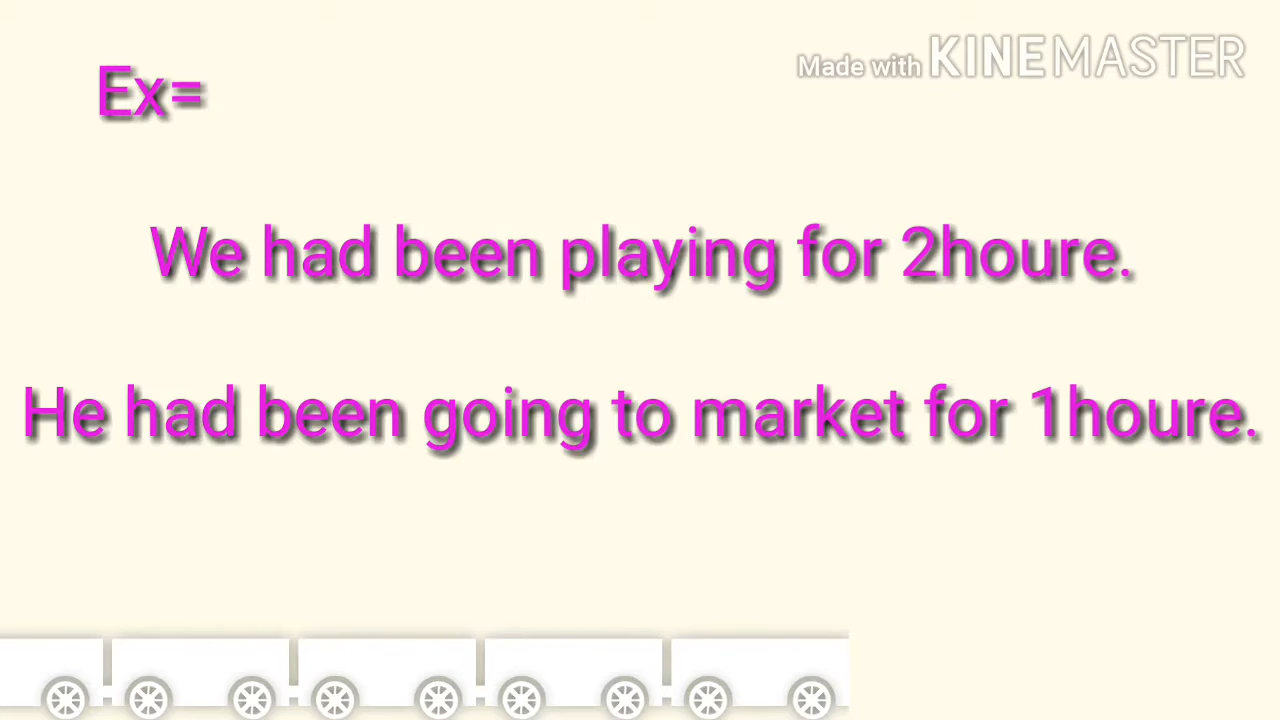 Made with KINEMASTER
Ex=
We had been playing for 2houre.
He had been going to market for 1houre.